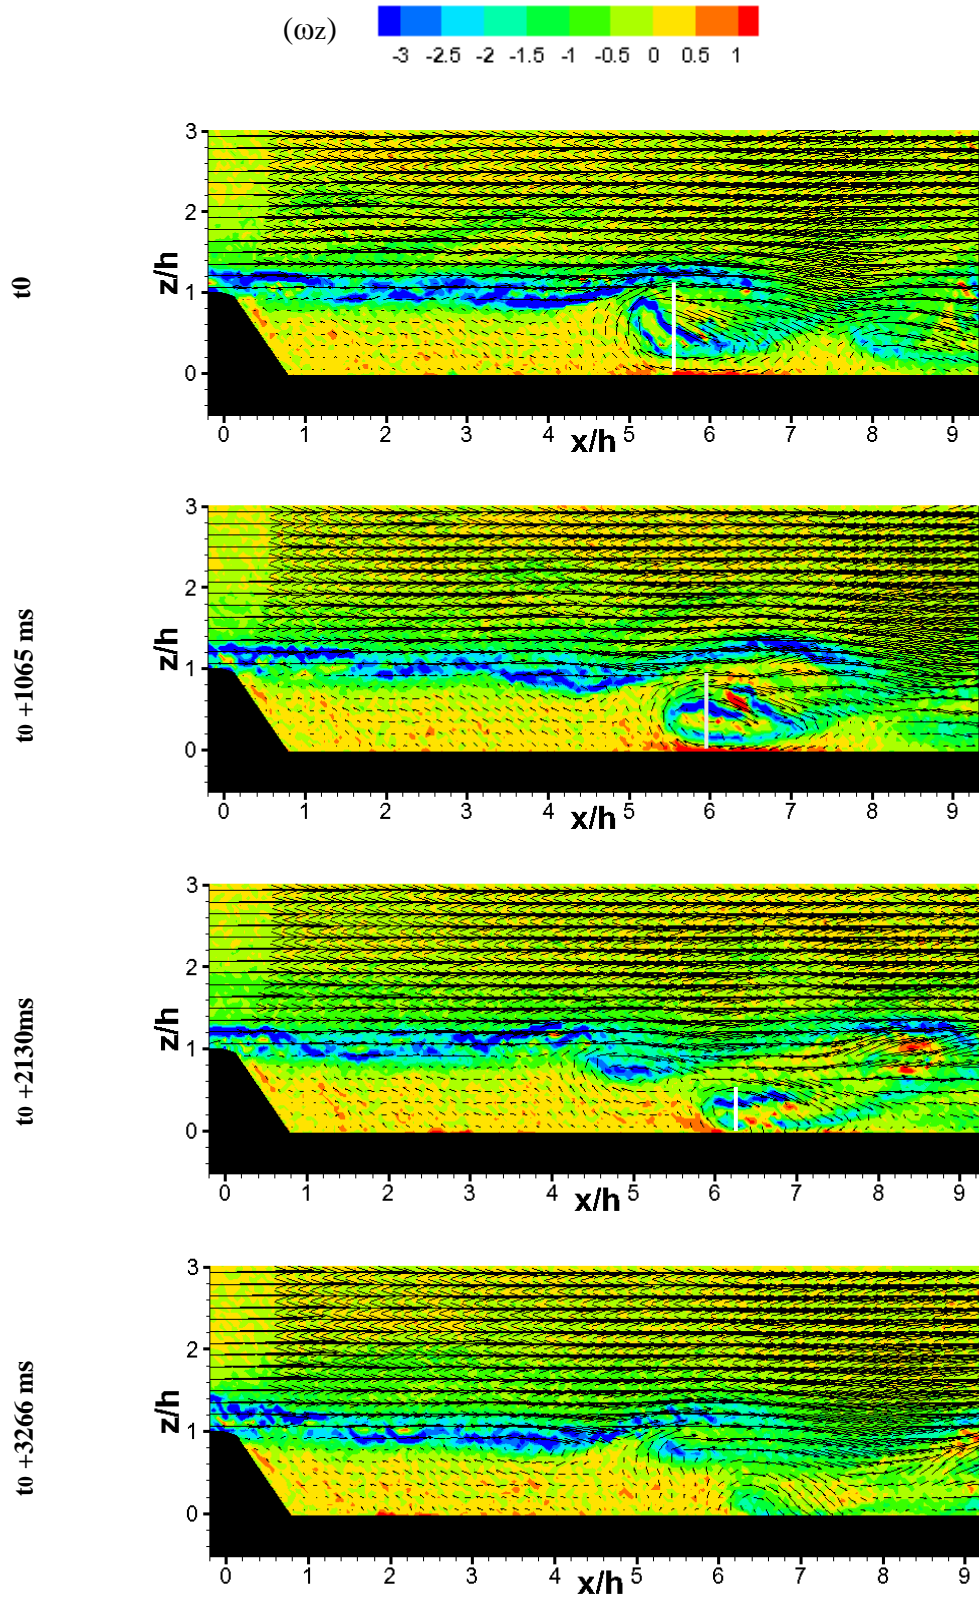 (ωz)
-3 -2.5 -2 -1.5 -1 -0.5 0 0.5 1
t0
z/h
3
2
1
0
0 1 2 3 4 5 6 7 8 9
x/h
t0 +1065 ms
z/h
3
2
1
0
0 1 2 3 4 5 6 7 8 9
x/h
t0 +2130ms
z/h
3
2
1
0
0 1 2 3 4 5 6 7 8 9
x/h
t0 +3266 ms
z/h
3
2
1
0
0 1 2 3 4 5 6 7 8 9
x/h